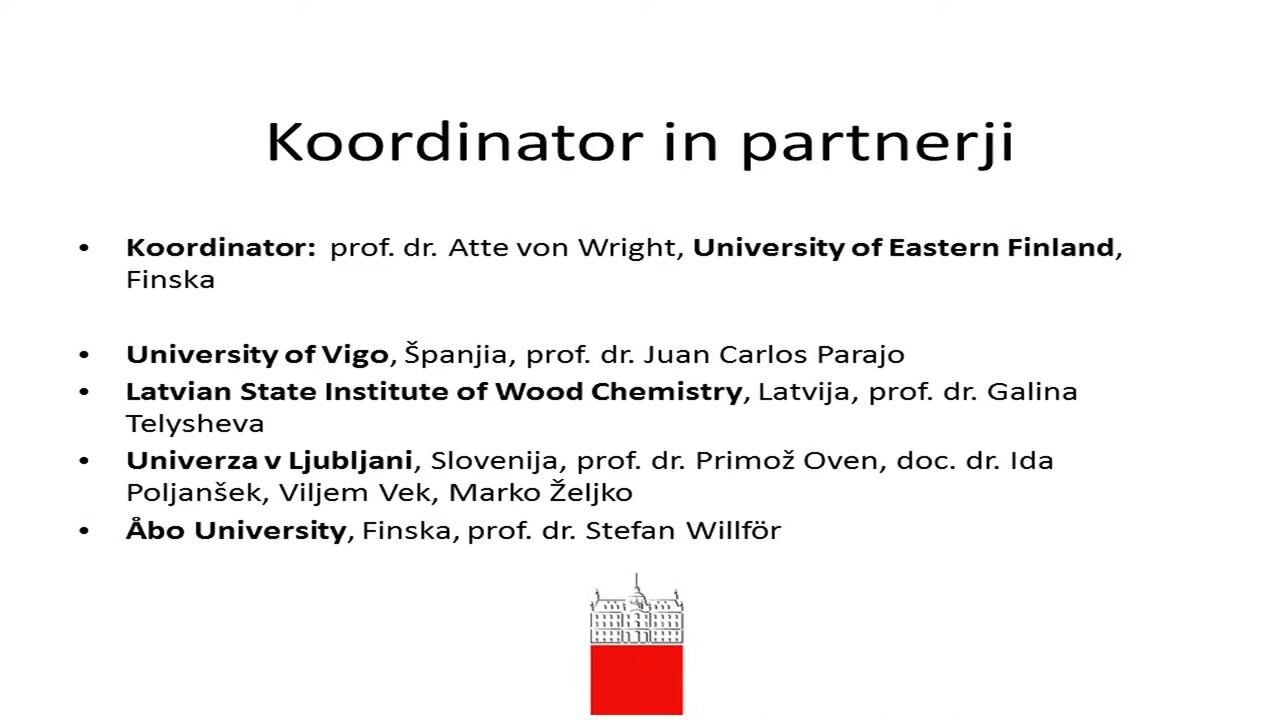 Koordinator in partnerji
• Koordinator: prof. dr. Atte von Wright, University of Eastern Finland,
Finska
• University of Vigo, Španjia, prof. dr. Juan Carlos Parajo
• Latvian State Institute of Wood Chemistry, Latvija, prof. dr. Galina
Telysheva
• Univerza v Ljubljani, Slovenija, prof. dr. Primož Oven, doc. dr. Ida
Poljanšek, Viljem Vek, Marko Željko
• Åbo University, Finska, prof. dr. Stefan Willför